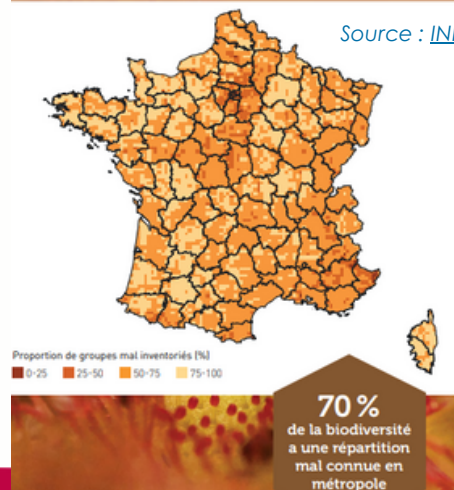 Source : IN
Proportion de groupes mal inventoriés (%)
0-25 25-50 50-75 75-100
70 %
de la biodiversité
a une répartition
mal connue en
métropole